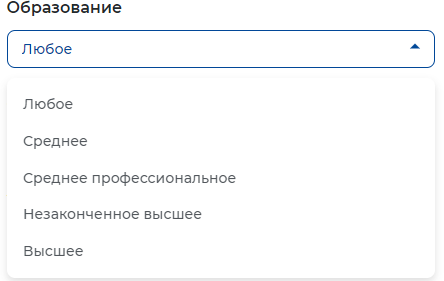 Образование
Любое
Любое
Среднее
Среднее профессиональное
Незаконченное высшее
Высшее